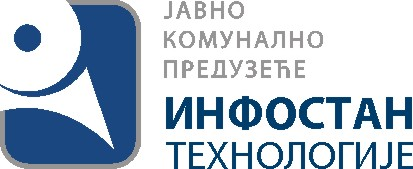 ЈАВНО
КОМУНАЛНО
ПРЕДУЗЕЋЕ
ИНФОСТАН
ТЕХНОЛОГИЈЕ